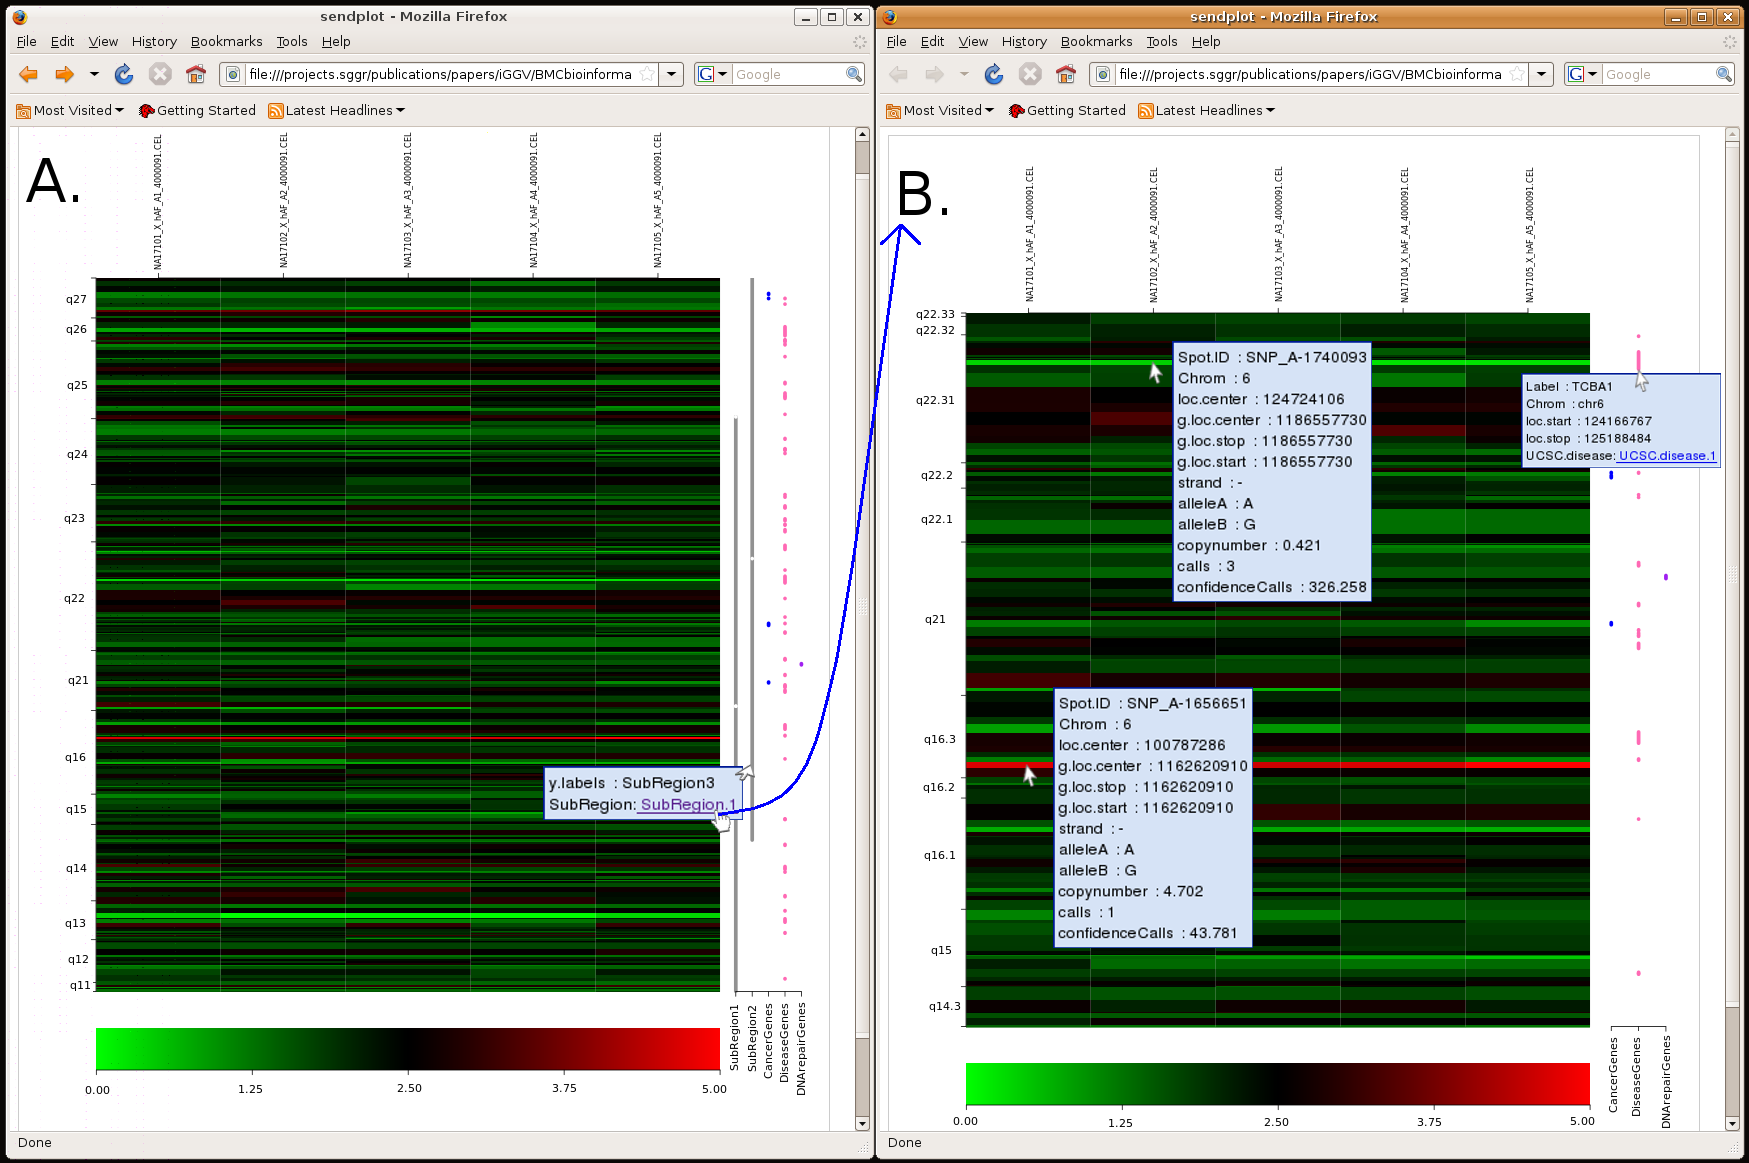 sendplot - Mozilla Firefox
File Edit View History Bookmarks Tools Help
file:///projects.sggr/publications/papers/iGGV/BMCbioinforma
Google
Most Visited Getting Started Latest Headlines
A.
NA17101_X_hAF_A1_4000091.CEL
NA17102_X_hAF_A2_4000091.CEL
NA17103_X_hAF_A3_4000091.CEL
NA17104_X_hAF_A4_4000091.CEL
NA17105_X_hAF_A5_4000091.CEL
q27
q26
q25
q24
q23
q22
q21
q16
q15
q14
q13
q12
q11
y.labels : SubRegion3
SubRegion: SubRegion.1
SubRegion1
SubRegion2
CancerGenes
DiseaseGenes
DNArepairGenes
0.00 1.25 2.50 3.75 5.00
Done
sendplot - Mozilla Firefox
File Edit View History Bookmarks Tools Help
file:///projects.sggr/publications/papers/iGGV/BMCbioinforma
Google
Most Visited Getting Started Latest Headlines
B.
NA17101_X_hAF_A1_4000091.CEL
NA17102_X_hAF_A2_4000091.CEL
NA17103_X_hAF_A3_4000091.CEL
NA17104_X_hAF_A4_4000091.CEL
NA17105_X_hAF_A5_4000091.CEL
q22.33
q22.32
q22.31
q22.2
q22.1
q21
q16.3
q16.2
q16.1
q15
q14.3
Spot.ID : SNP_A-1740093
Chrom : 6
loc.center : 124724106
g.loc.center : 1186557730
g.loc.stop : 1186557730
g.loc.start : 1186557730
strand : -
alleleA : A
alleleB : G
copynumber : 0.421
calls : 3
confidenceCalls : 326.258
Label : TCBA1
Chrom : chr6
loc.start : 124166767
loc.stop : 125188484
UCSC.disease: UCSC.disease.1
Spot.ID : SNP_A-1656651
Chrom : 6
loc.center : 100787286
g.loc.center : 1162620910
g.loc.stop : 1162620910
g.loc.start : 1162620910
strand : -
alleleA : A
alleleB : G
copynumber : 4.702
calls : 1
confidenceCalls : 43.781
CancerGenes
DiseaseGenes
DNArepairGenes
0.00 1.25 2.50 3.75 5.00
Done